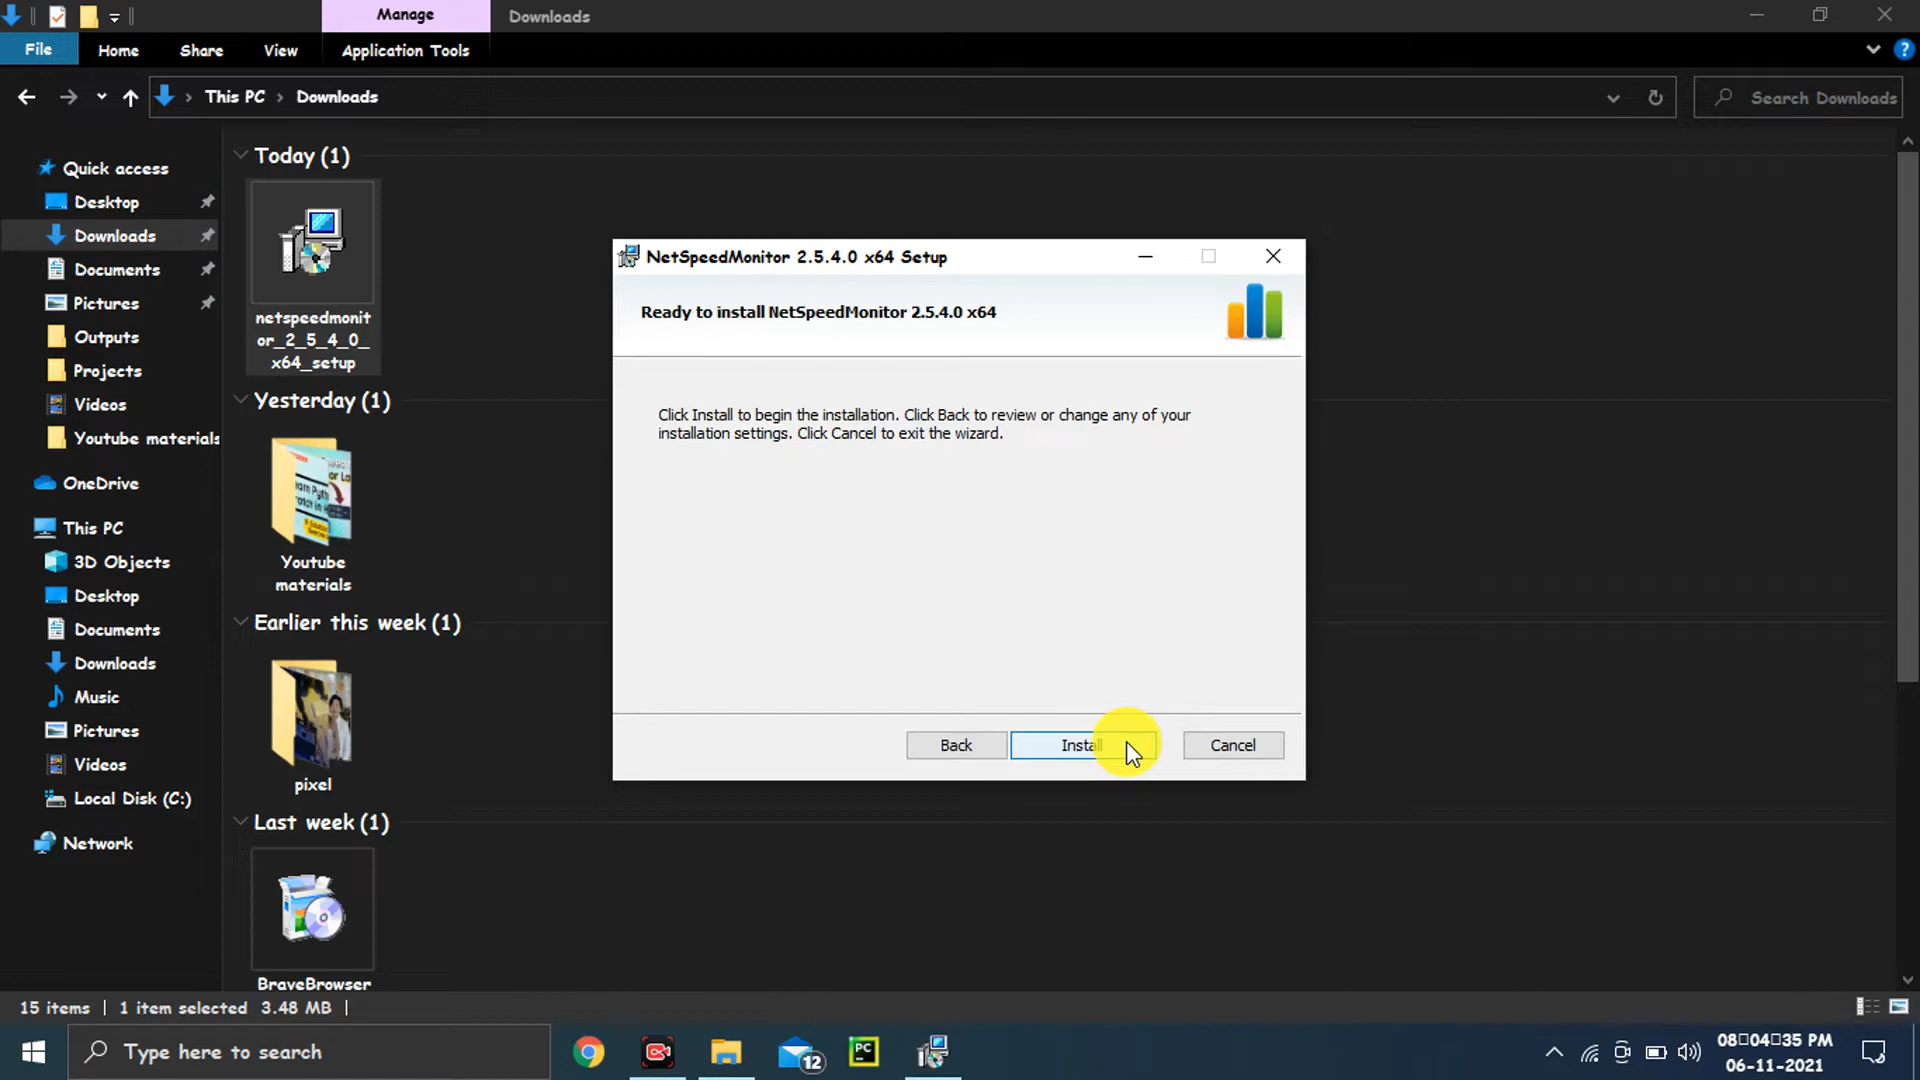 Manage
Downloads
File
Home
Share
View
Application Tools
?
This PC
Downloads
Search Downloads
Quick access
Desktop
Downloads
Documents
Pictures
Outputs
Projects
Videos
Youtube materials
OneDrive
This PC
3D Objects
Desktop
Documents
Downloads
Music
Pictures
Videos
Local Disk (C:)
Network
Today (1)
netspeedmonit
or_2_5_4_0_
x64_setup
Yesterday (1)
Youtube
materials
Earlier this week (1)
pixel
Last week (1)
BraveBrowser
NetSpeedMonitor 2.5.4.0 x64 Setup
Ready to install NetSpeedMonitor 2.5.4.0 x64
Click Install to begin the installation. Click Back to review or change any of your
installation settings. Click Cancel to exit the wizard.
Back
Install
Cancel
15 items
1 item selected 3.48 MB
Type here to search
12
PC
08□04□35 PM
06-11-2021